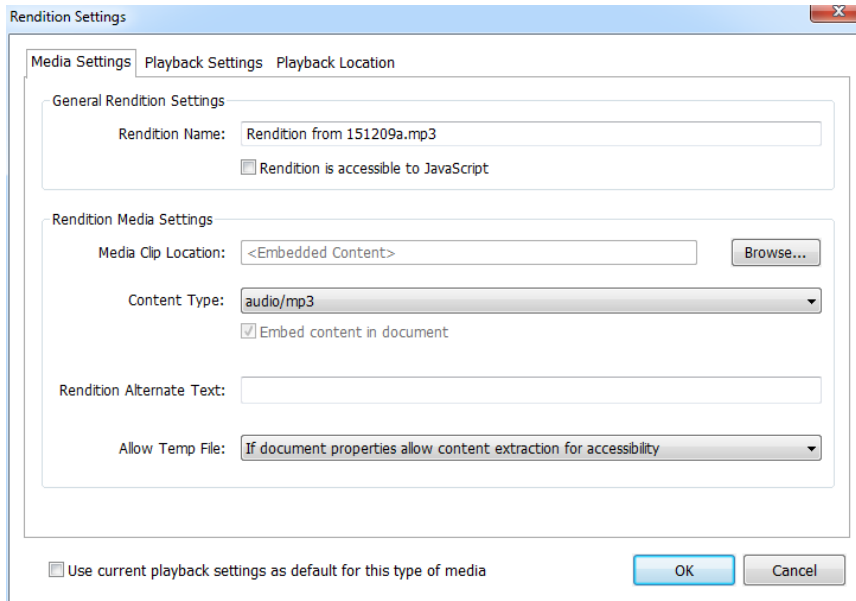 Rendition Settings
Media Settings Playback Settings Playback Location
General Rendition Settings
Rendition Name: Rendition from 151209a.mp3
Rendition is accessible to JavaScript
Rendition Media Settings
Media Clip Location: <Embedded Content> Browse...
Content Type: audio/mp3
Embed content in document
Rendition Alternate Text:
Allow Temp File: If document properties allow content extraction for accessibility
Use current playback settings as default for this type of media OK Cancel